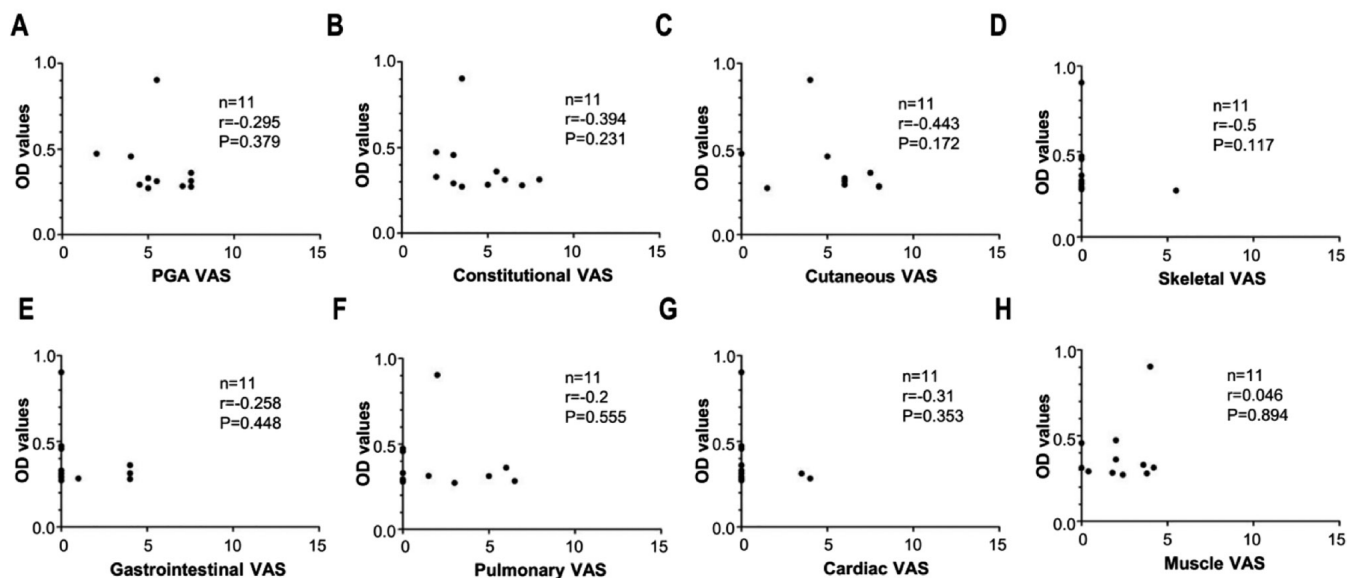 A
OD values
1.0
0.5
0.0
0
5
10
15
PGA VAS
n=11
r=-0.295
P=0.379
B
OD values
1.0
0.5
0.0
0
5
10
15
Constitutional VAS
n=11
r=-0.394
P=0.231
C
OD values
1.0
0.5
0.0
0
5
10
15
Cutaneous VAS
n=11
r=-0.443
P=0.172
D
OD values
1.0
0.5
0.0
0
5
10
15
Skeletal VAS
n=11
r=-0.5
P=0.117
E
OD values
1.0
0.5
0.0
0
5
10
15
Gastrointestinal VAS
n=11
r=-0.258
P=0.448
F
OD values
1.0
0.5
0.0
0
5
10
15
Pulmonary VAS
n=11
r=-0.2
P=0.555
G
OD values
1.0
0.5
0.0
0
5
10
15
Cardiac VAS
n=11
r=-0.31
P=0.353
H
OD values
1.0
0.5
0.0
0
5
10
15
Muscle VAS
n=11
r=0.046
P=0.894